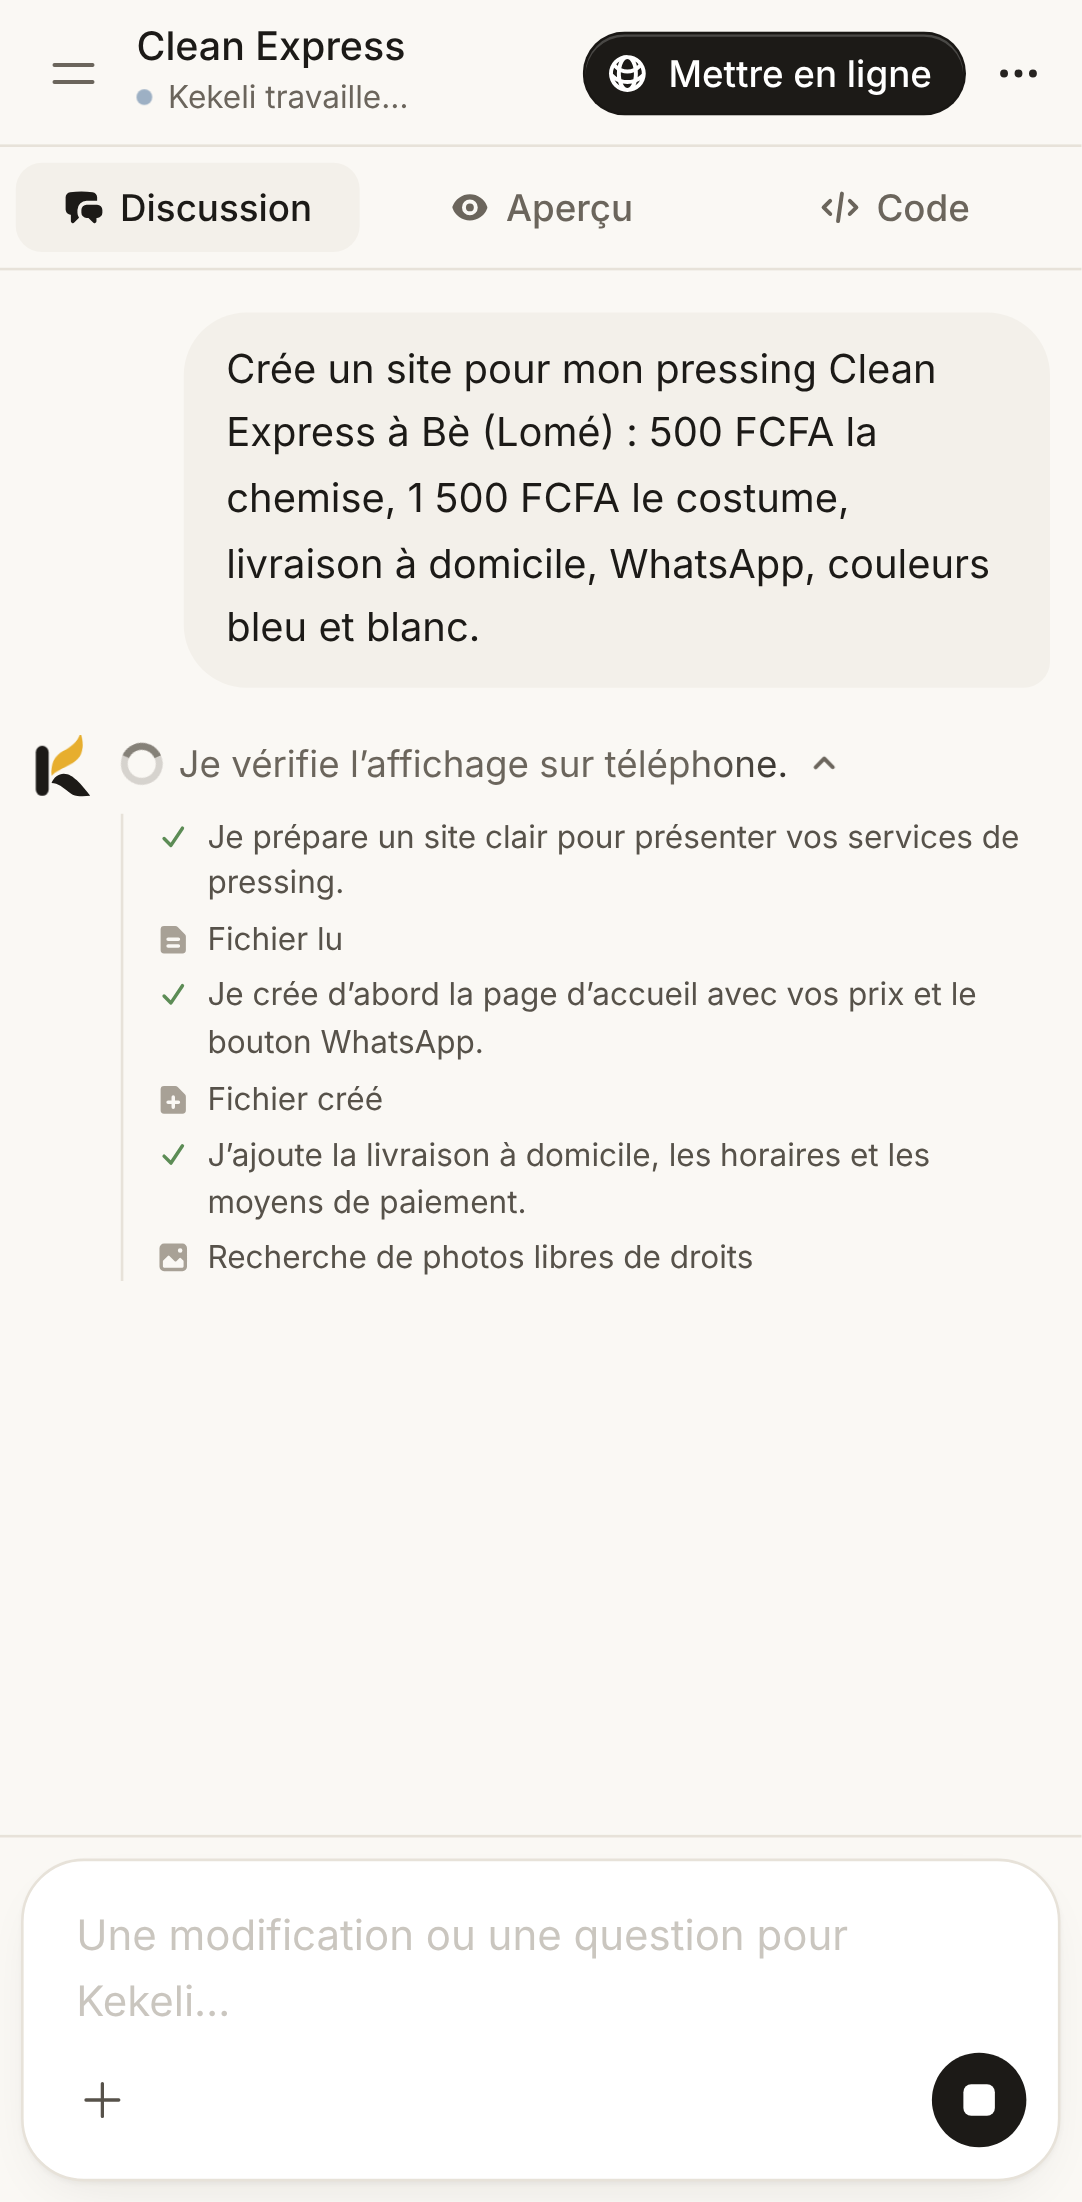 Clean Express
Kekeli travaille...
Mettre en ligne
Discussion
Aperçu
Code
Crée un site pour mon pressing Clean
Express à Bè (Lomé) : 500 FCFA la
chemise, 1 500 FCFA le costume,
livraison à domicile, WhatsApp, couleurs
bleu et blanc.
Je vérifie l’affichage sur téléphone.
Je prépare un site clair pour présenter vos services de
pressing.
Fichier lu
Je crée d’abord la page d’accueil avec vos prix et le
bouton WhatsApp.
Fichier créé
J’ajoute la livraison à domicile, les horaires et les
moyens de paiement.
Recherche de photos libres de droits
Une modification ou une question pour
Kekeli...